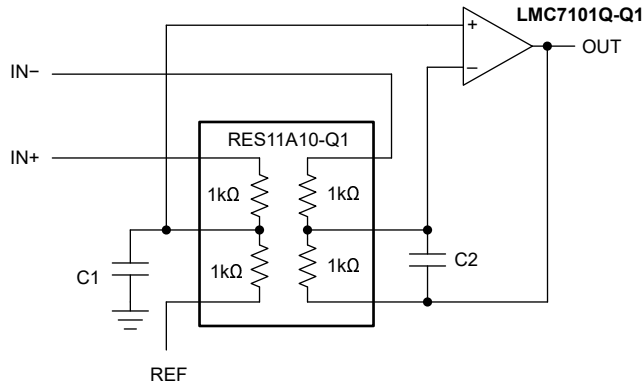 LMC7101Q-Q1
+
OUT
IN−
−
RES11A10-Q1
IN+
1kΩ
1kΩ
1kΩ
1kΩ
C1
C2
REF